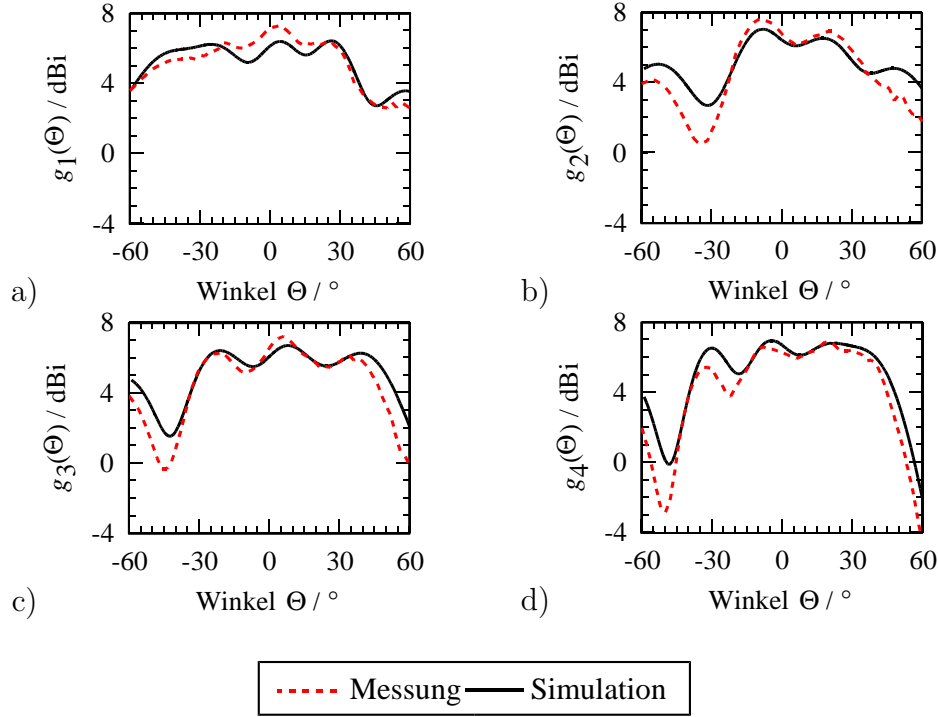 8
4
0
-4
g1(Θ) / dBi
-60 -30 0 30 60
Winkel Θ / °
a)
8
4
0
-4
g2(Θ) / dBi
-60 -30 0 30 60
Winkel Θ / °
b)
8
4
0
-4
g3(Θ) / dBi
-60 -30 0 30 60
Winkel Θ / °
c)
8
4
0
-4
g4(Θ) / dBi
-60 -30 0 30 60
Winkel Θ / °
d)
Messung Simulation